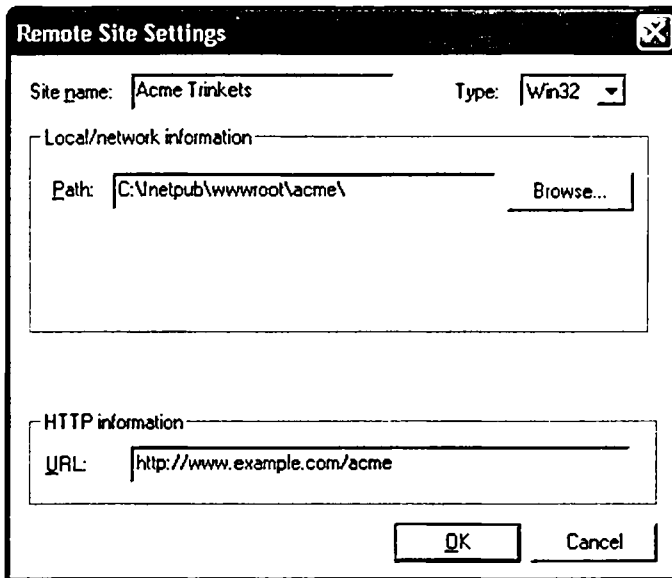 Remote Site Settings
Site name: Acme Trinkets Type: Win32
Local/network information
Path: C:\Inetpub\wwwroot\acme\ Browse...
HTTP information
URL: http://www.example.com/acme
OK Cancel